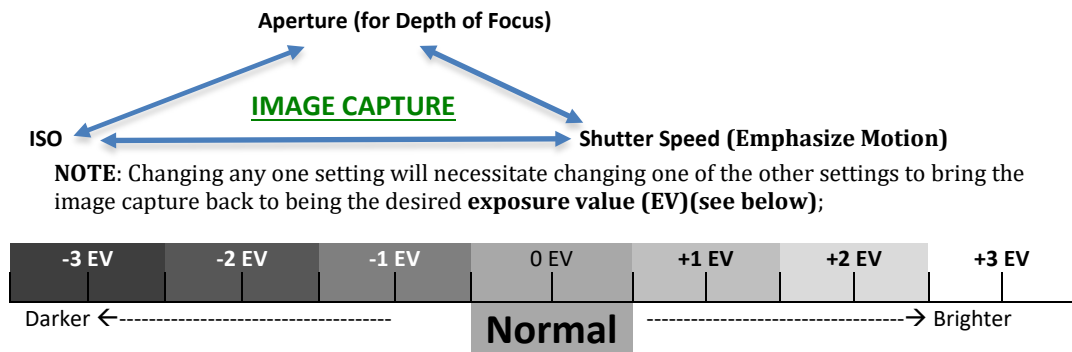 Aperture (for Depth of Focus)
IMAGE CAPTURE
ISO
Shutter Speed (Emphasize Motion)
NOTE: Changing any one setting will necessitate changing one of the other settings to bring the
image capture back to being the desired exposure value (EV)(see below);
-3 EV -2 EV -1 EV 0 EV +1 EV +2 EV +3 EV
Darker ←-------------------------------- Normal --------------------------------→ Brighter